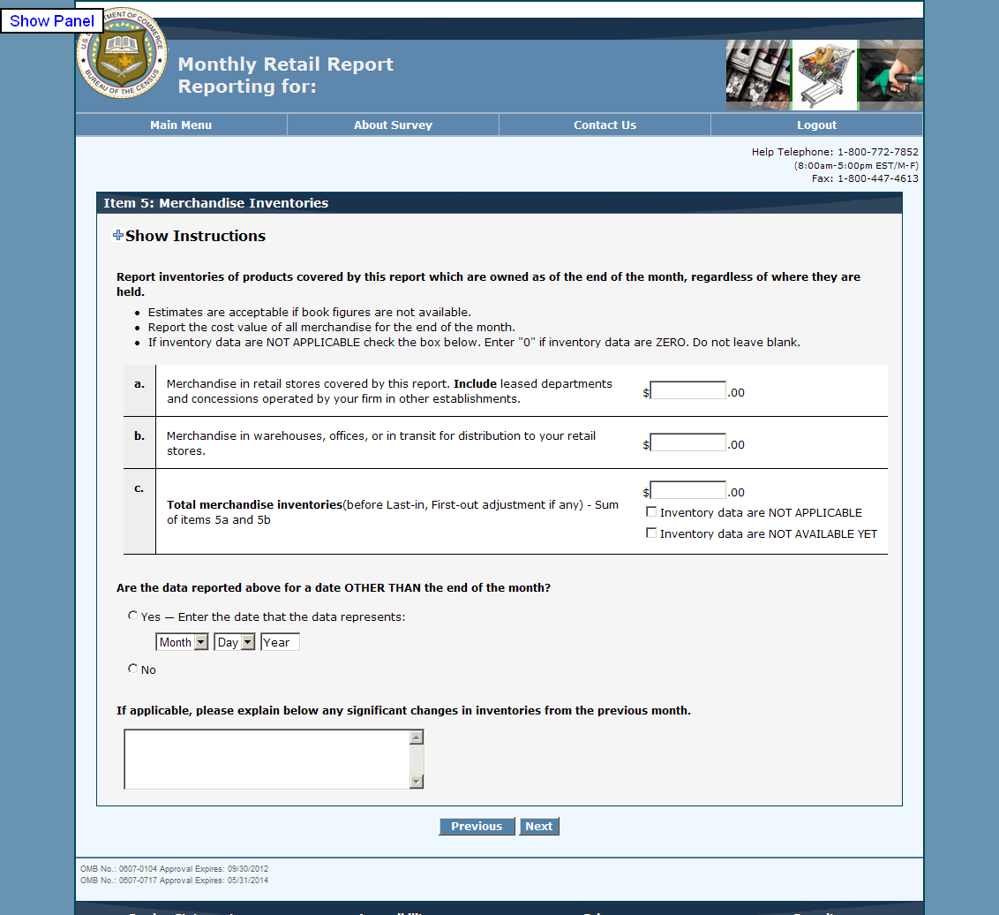 Show Panel
U.S. DEPARTMENT OF COMMERCE
BUREAU OF THE CENSUS
Monthly Retail Report
Reporting for:
Main Menu About Survey Contact Us Logout
Help Telephone: 1-800-772-7852
(8:00am-5:00pm EST/M-F)
Fax: 1-800-447-4613
Item 5: Merchandise Inventories
Show Instructions
Report inventories of products covered by this report which are owned as of the end of the month, regardless of where they are
held.
• Estimates are acceptable if book figures are not available.
• Report the cost value of all merchandise for the end of the month.
• If inventory data are NOT APPLICABLE check the box below. Enter "0" if inventory data are ZERO. Do not leave blank.
a. Merchandise in retail stores covered by this report. Include leased departments
and concessions operated by your firm in other establishments.
$ .00
b. Merchandise in warehouses, offices, or in transit for distribution to your retail
stores.
$ .00
c. Total merchandise inventories(before Last-in, First-out adjustment if any) - Sum
of items 5a and 5b
$ .00
Inventory data are NOT APPLICABLE
Inventory data are NOT AVAILABLE YET
Are the data reported above for a date OTHER THAN the end of the month?
Yes — Enter the date that the data represents:
Month Day Year
No
If applicable, please explain below any significant changes in inventories from the previous month.
Previous Next
OMB No.: 0607-0104 Approval Expires: 09/30/2012
OMB No.: 0607-0717 Approval Expires: 05/31/2014